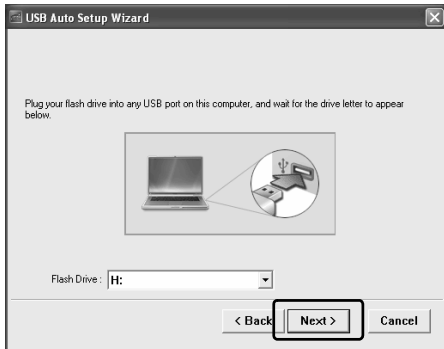 USB Auto Setup Wizard
Plug your flash drive into any USB port on this computer, and wait for the drive letter to appear
below.
Flash Drive : H:
< Back Next > Cancel